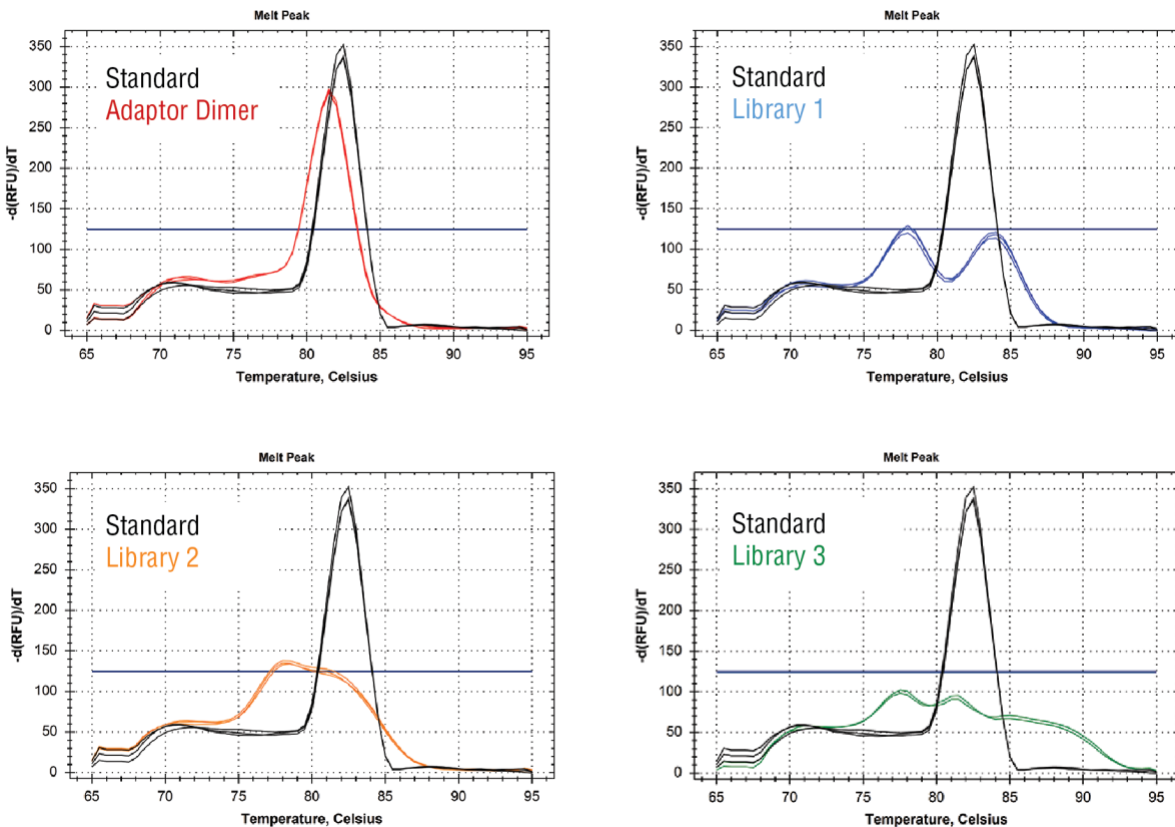 Melt Peak
350
300
250
200
150
100
50
0
-d(RFU)/dT
Standard
Adaptor Dimer
65 70 75 80 85 90 95
Temperature, Celsius
Melt Peak
350
300
250
200
150
100
50
0
-d(RFU)/dT
Standard
Library 1
65 70 75 80 85 90 95
Temperature, Celsius
Melt Peak
350
300
250
200
150
100
50
0
-d(RFU)/dT
Standard
Library 2
65 70 75 80 85 90 95
Temperature, Celsius
Melt Peak
350
300
250
200
150
100
50
0
-d(RFU)/dT
Standard
Library 3
65 70 75 80 85 90 95
Temperature, Celsius